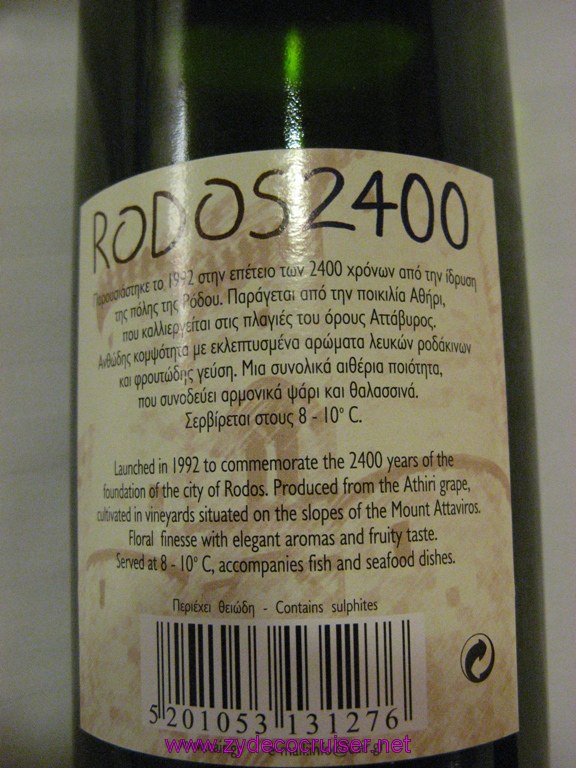 RODOS2400
Παρουσιάστηκε το 1992 στην επέτειο των 2400 χρόνων από την ίδρυση
της πόλης της Ρόδου. Παράγεται από την ποικιλία Αθήρι,
που καλλιεργείται στις πλαγιές του όρους Αττάβυρος.
Ανθώδης κομψότητα με εκλεπτυσμένα αρώματα λευκών ροδάκινων
και φρουτώδης γεύση. Μια συνολικά αιθέρια ποιότητα,
που συνοδεύει αρμονικά ψάρι και θαλασσινά.
Σερβίρεται στους 8 - 10° C.
Launched in 1992 to commemorate the 2400 years of the
foundation of the city of Rodos. Produced from the Athiri grape,
cultivated in vineyards situated on the slopes of the Mount Attaviros.
Floral finesse with elegant aromas and fruity taste.
Served at 8 - 10° C, accompanies fish and seafood dishes.
Περιέχει θειώδη - Contains sulphites
5 201053 131276
www.zydecocruiser.net